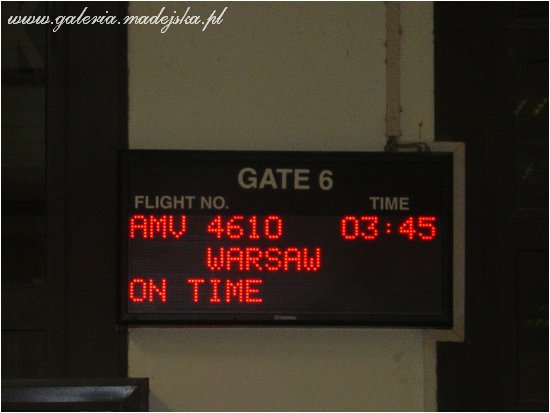 www.galeria.madejska.pl
GATE 6
FLIGHT NO. TIME
AMV 4610 03:45
WARSAW
ON TIME